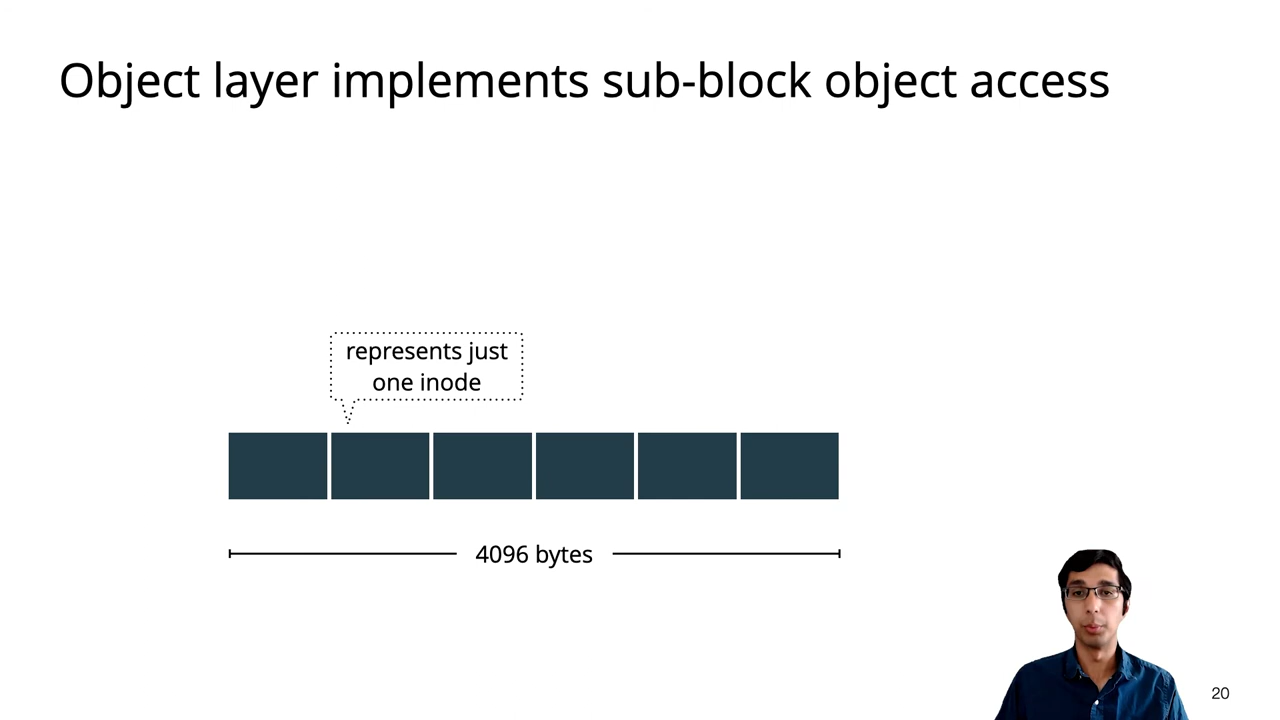 Object layer implements sub-block object access
represents just
one inode
4096 bytes
20